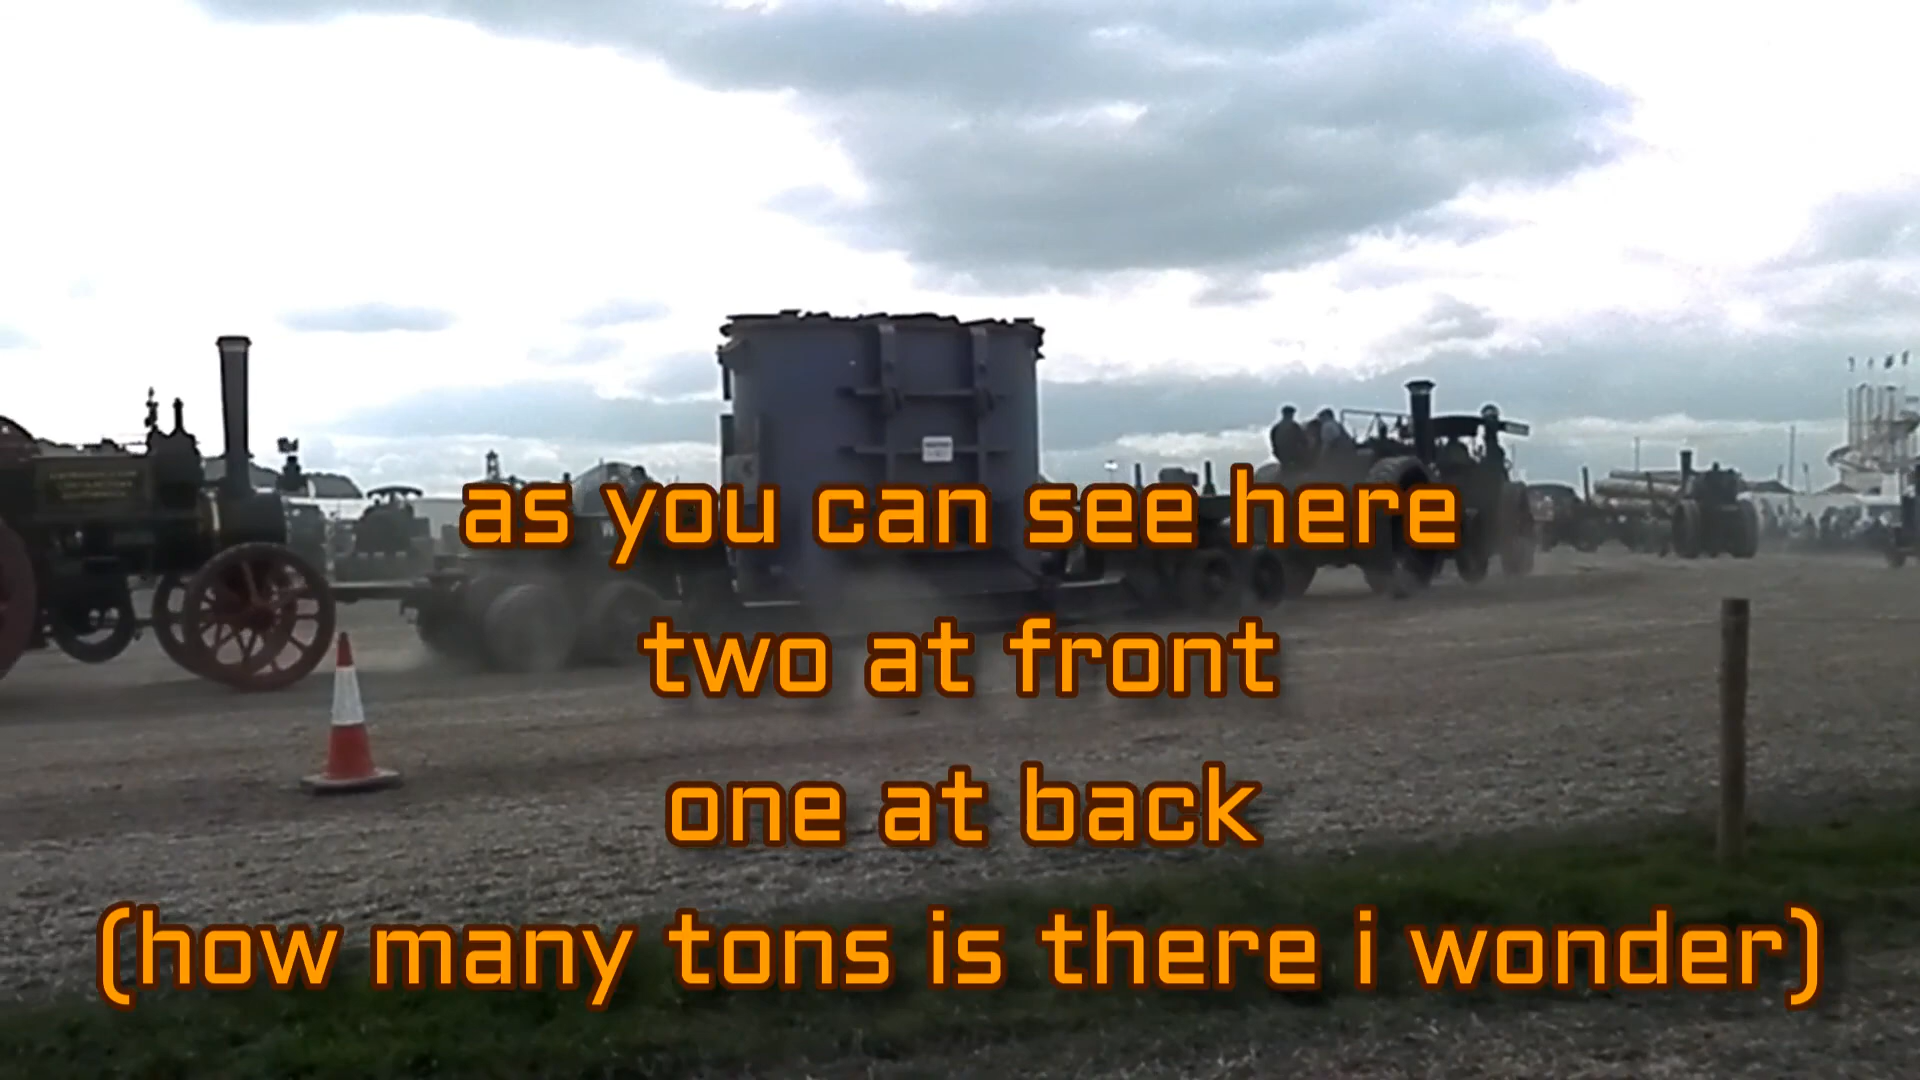 as you can see here
two at front
one at back
(how many tons is there i wonder)